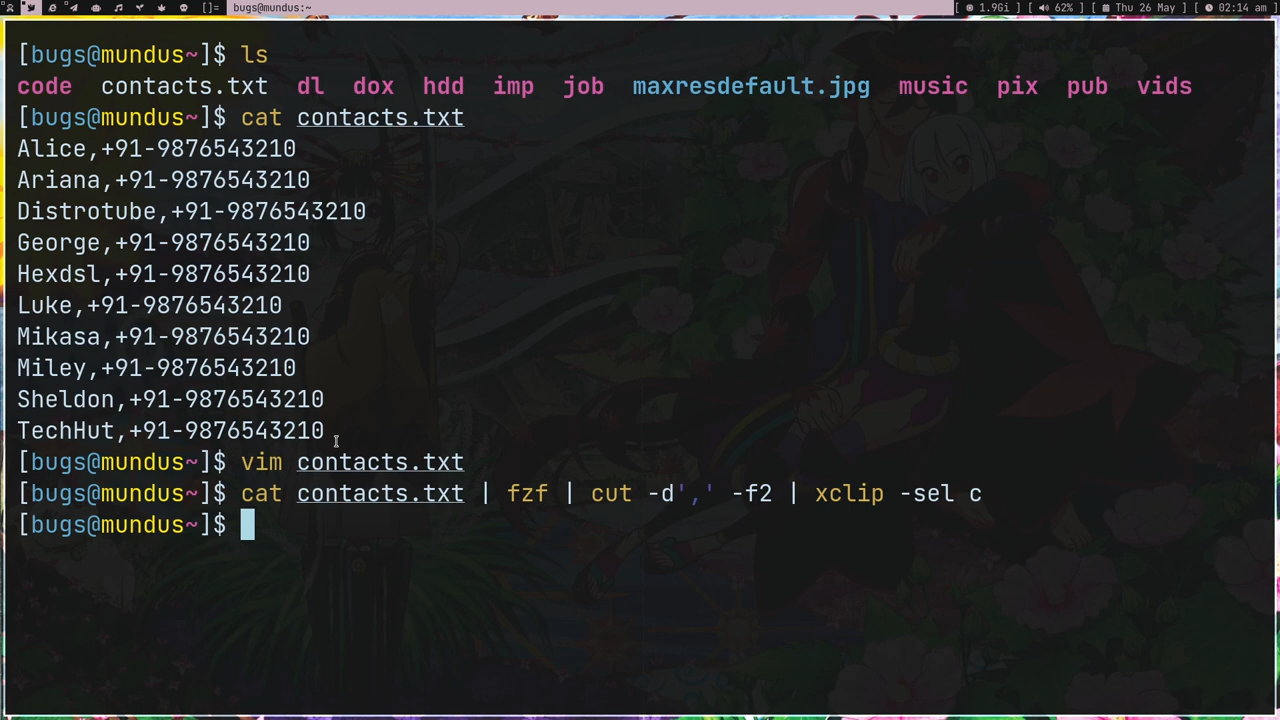 []= bugs@mundus:~ [ 1.9Gi ] [ 62% ] [ Thu 26 May ] [ 02:14 am ]
[bugs@mundus~]$ ls
code contacts.txt dl dox hdd imp job maxresdefault.jpg music pix pub vids
[bugs@mundus~]$ cat contacts.txt
Alice,+91-9876543210
Ariana,+91-9876543210
Distrotube,+91-9876543210
George,+91-9876543210
Hexdsl,+91-9876543210
Luke,+91-9876543210
Mikasa,+91-9876543210
Miley,+91-9876543210
Sheldon,+91-9876543210
TechHut,+91-9876543210
[bugs@mundus~]$ vim contacts.txt
[bugs@mundus~]$ cat contacts.txt | fzf | cut -d',' -f2 | xclip -sel c
[bugs@mundus~]$